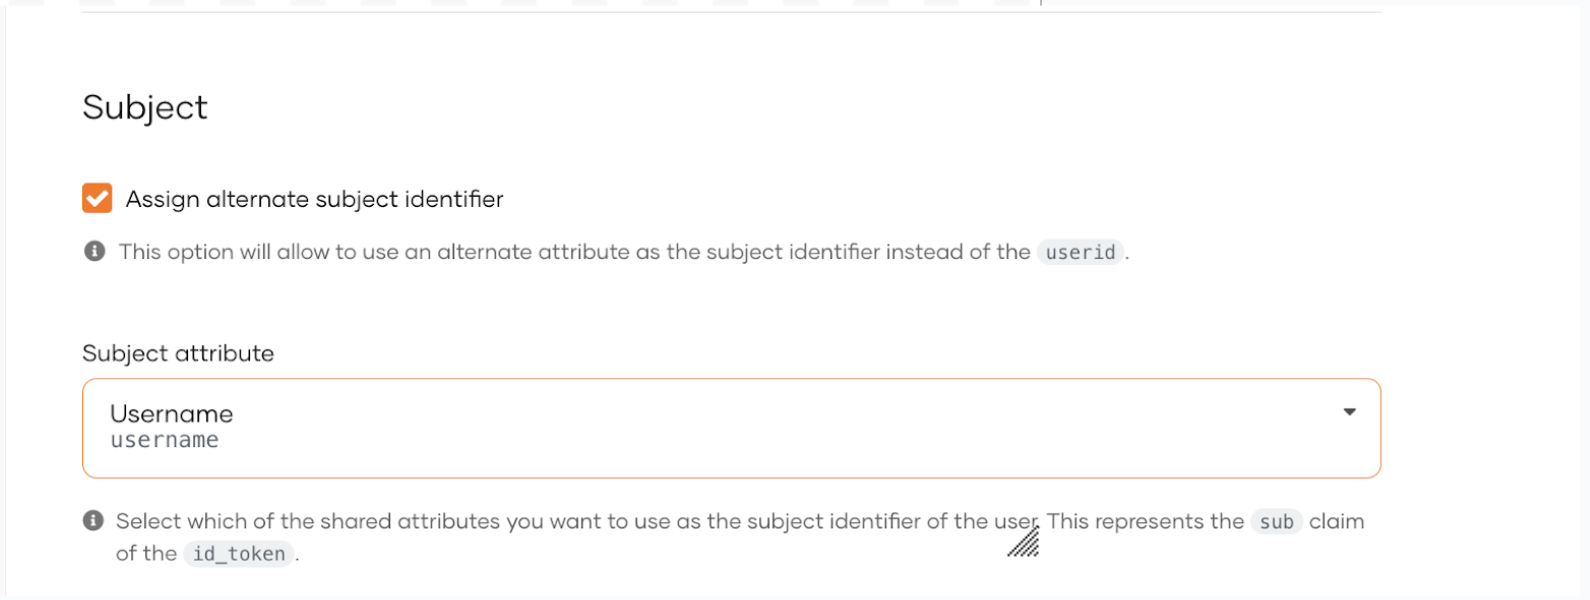 Subject
Assign alternate subject identifier
This option will allow to use an alternate attribute as the subject identifier instead of the userid.
Subject attribute
Username
username
Select which of the shared attributes you want to use as the subject identifier of the user. This represents the sub claim
of the id_token.